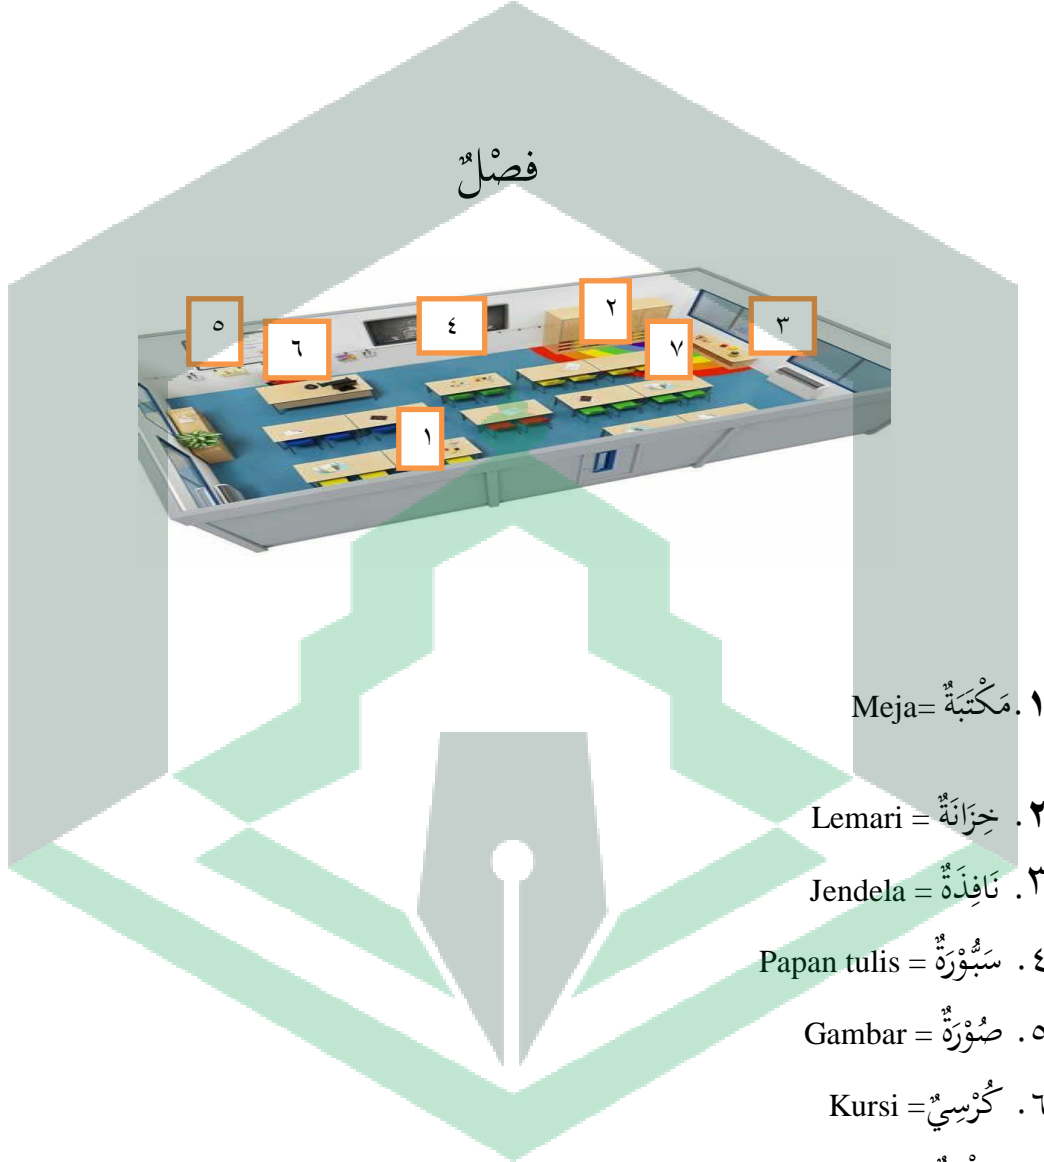 فصْلٌ
٥ ٦ ٤ ٢ ٧ ٣
١
١. مَكْتَبَةٌ =Meja
٢. خِزَانَةٌ = Lemari
٣. نَافِذَةٌ = Jendela
٤. سَبُّوْرَةٌ = Papan tulis
٥. صُوْرَةٌ = Gambar
٦. كُرْسِيٌ =Kursi